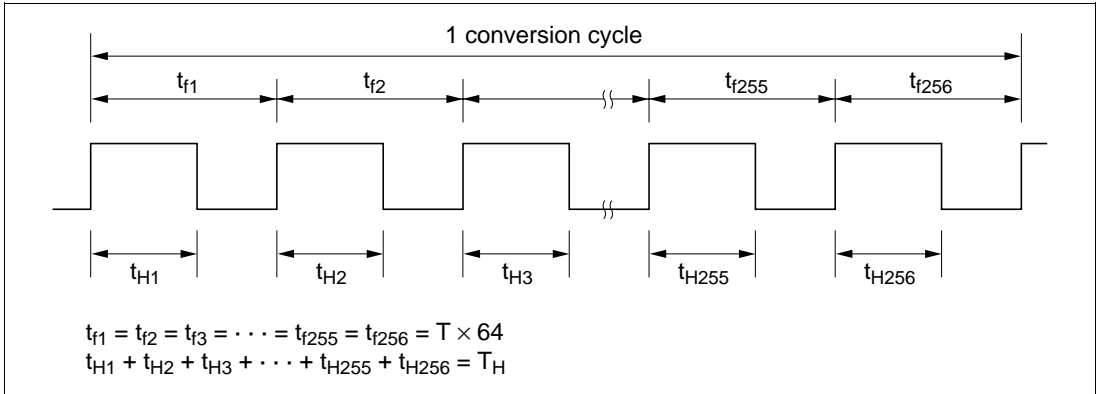 1 conversion cycle
tf1 tf2 tf255 tf256
tH1 tH2 tH3 tH255 tH256
tf1 = tf2 = tf3 = · · · = tf255 = tf256 = T × 64
tH1 + tH2 + tH3 + · · · + tH255 + tH256 = TH